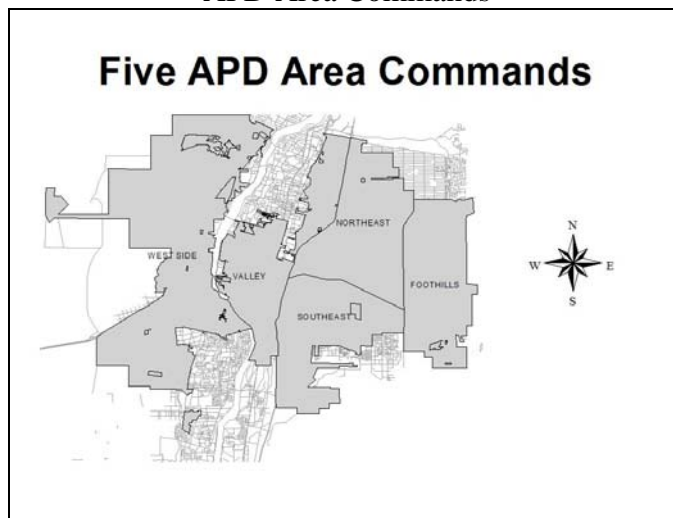 APD Area Commands
Five APD Area Commands
NORTHEAST
WEST SIDE
VALLEY
FOOTHILLS
SOUTHEAST
N
W E
S